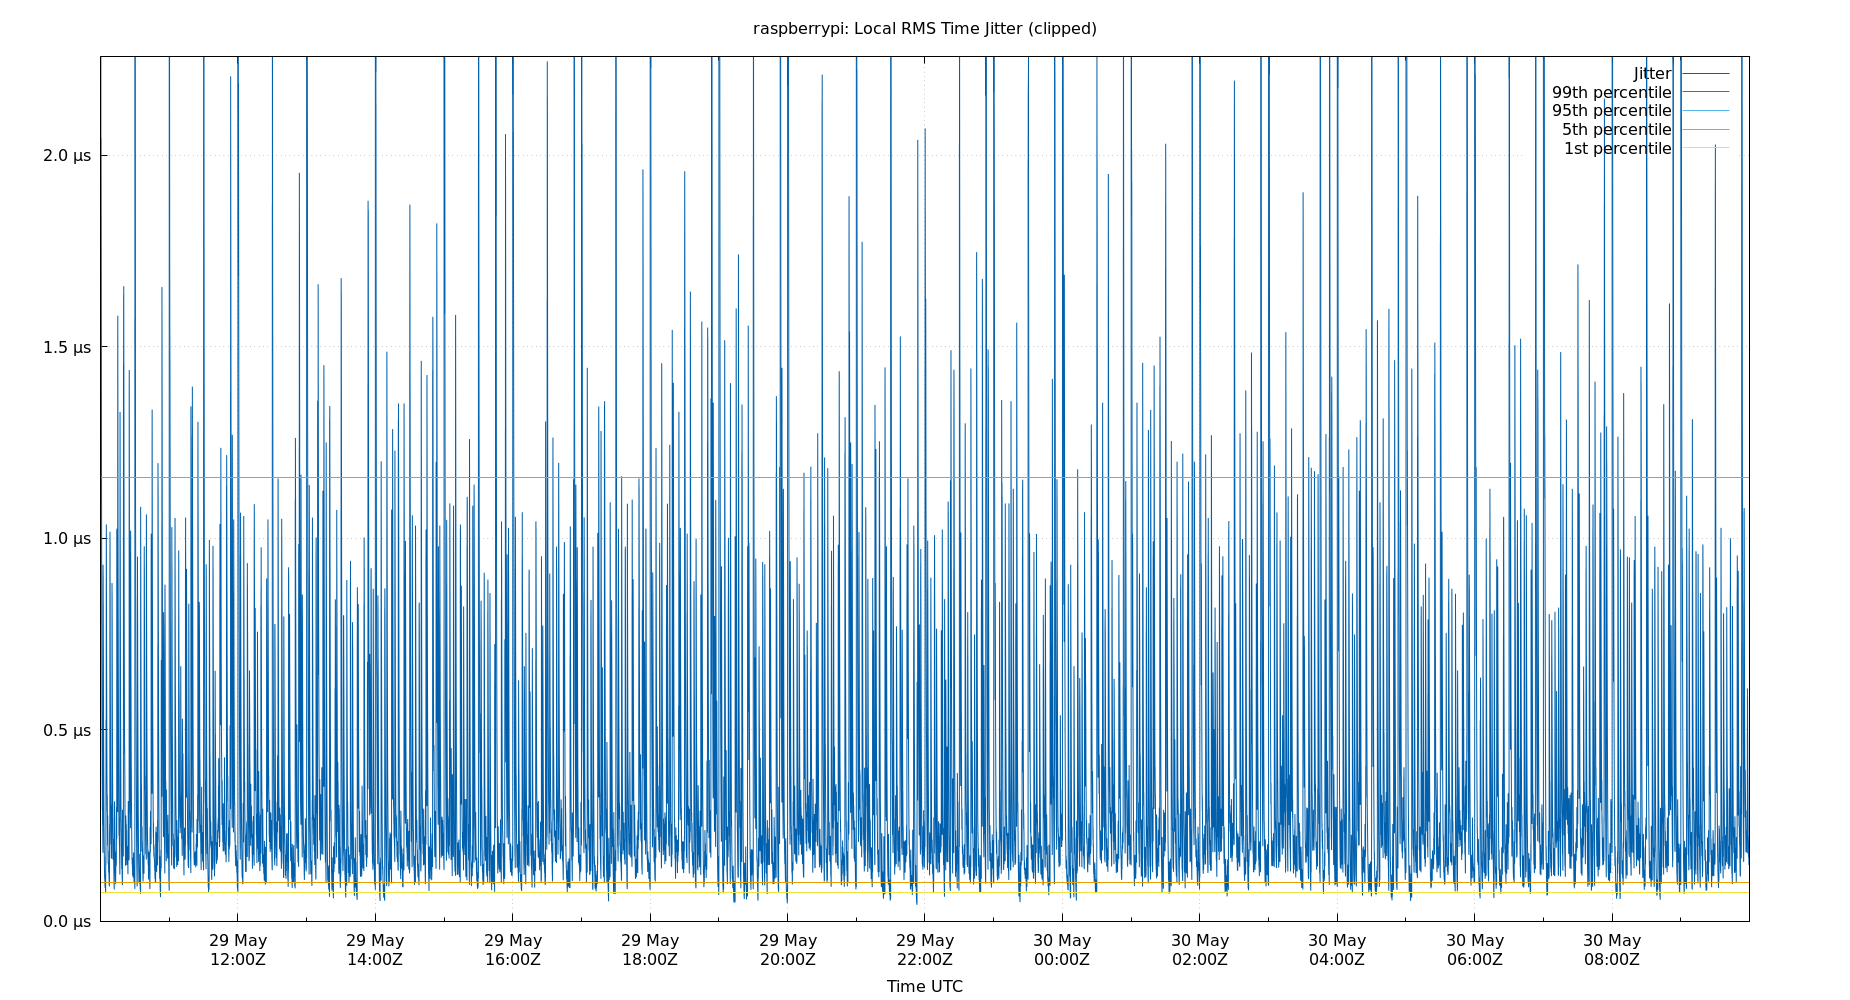 raspberrypi: Local RMS Time Jitter (clipped)
Jitter
99th percentile
95th percentile
5th percentile
1st percentile
2.0 µs
1.5 µs
1.0 µs
0.5 µs
0.0 µs
29 May 29 May 29 May 29 May 29 May 29 May 30 May 30 May 30 May 30 May 30 May
12:00Z 14:00Z 16:00Z 18:00Z 20:00Z 22:00Z 00:00Z 02:00Z 04:00Z 06:00Z 08:00Z
Time UTC